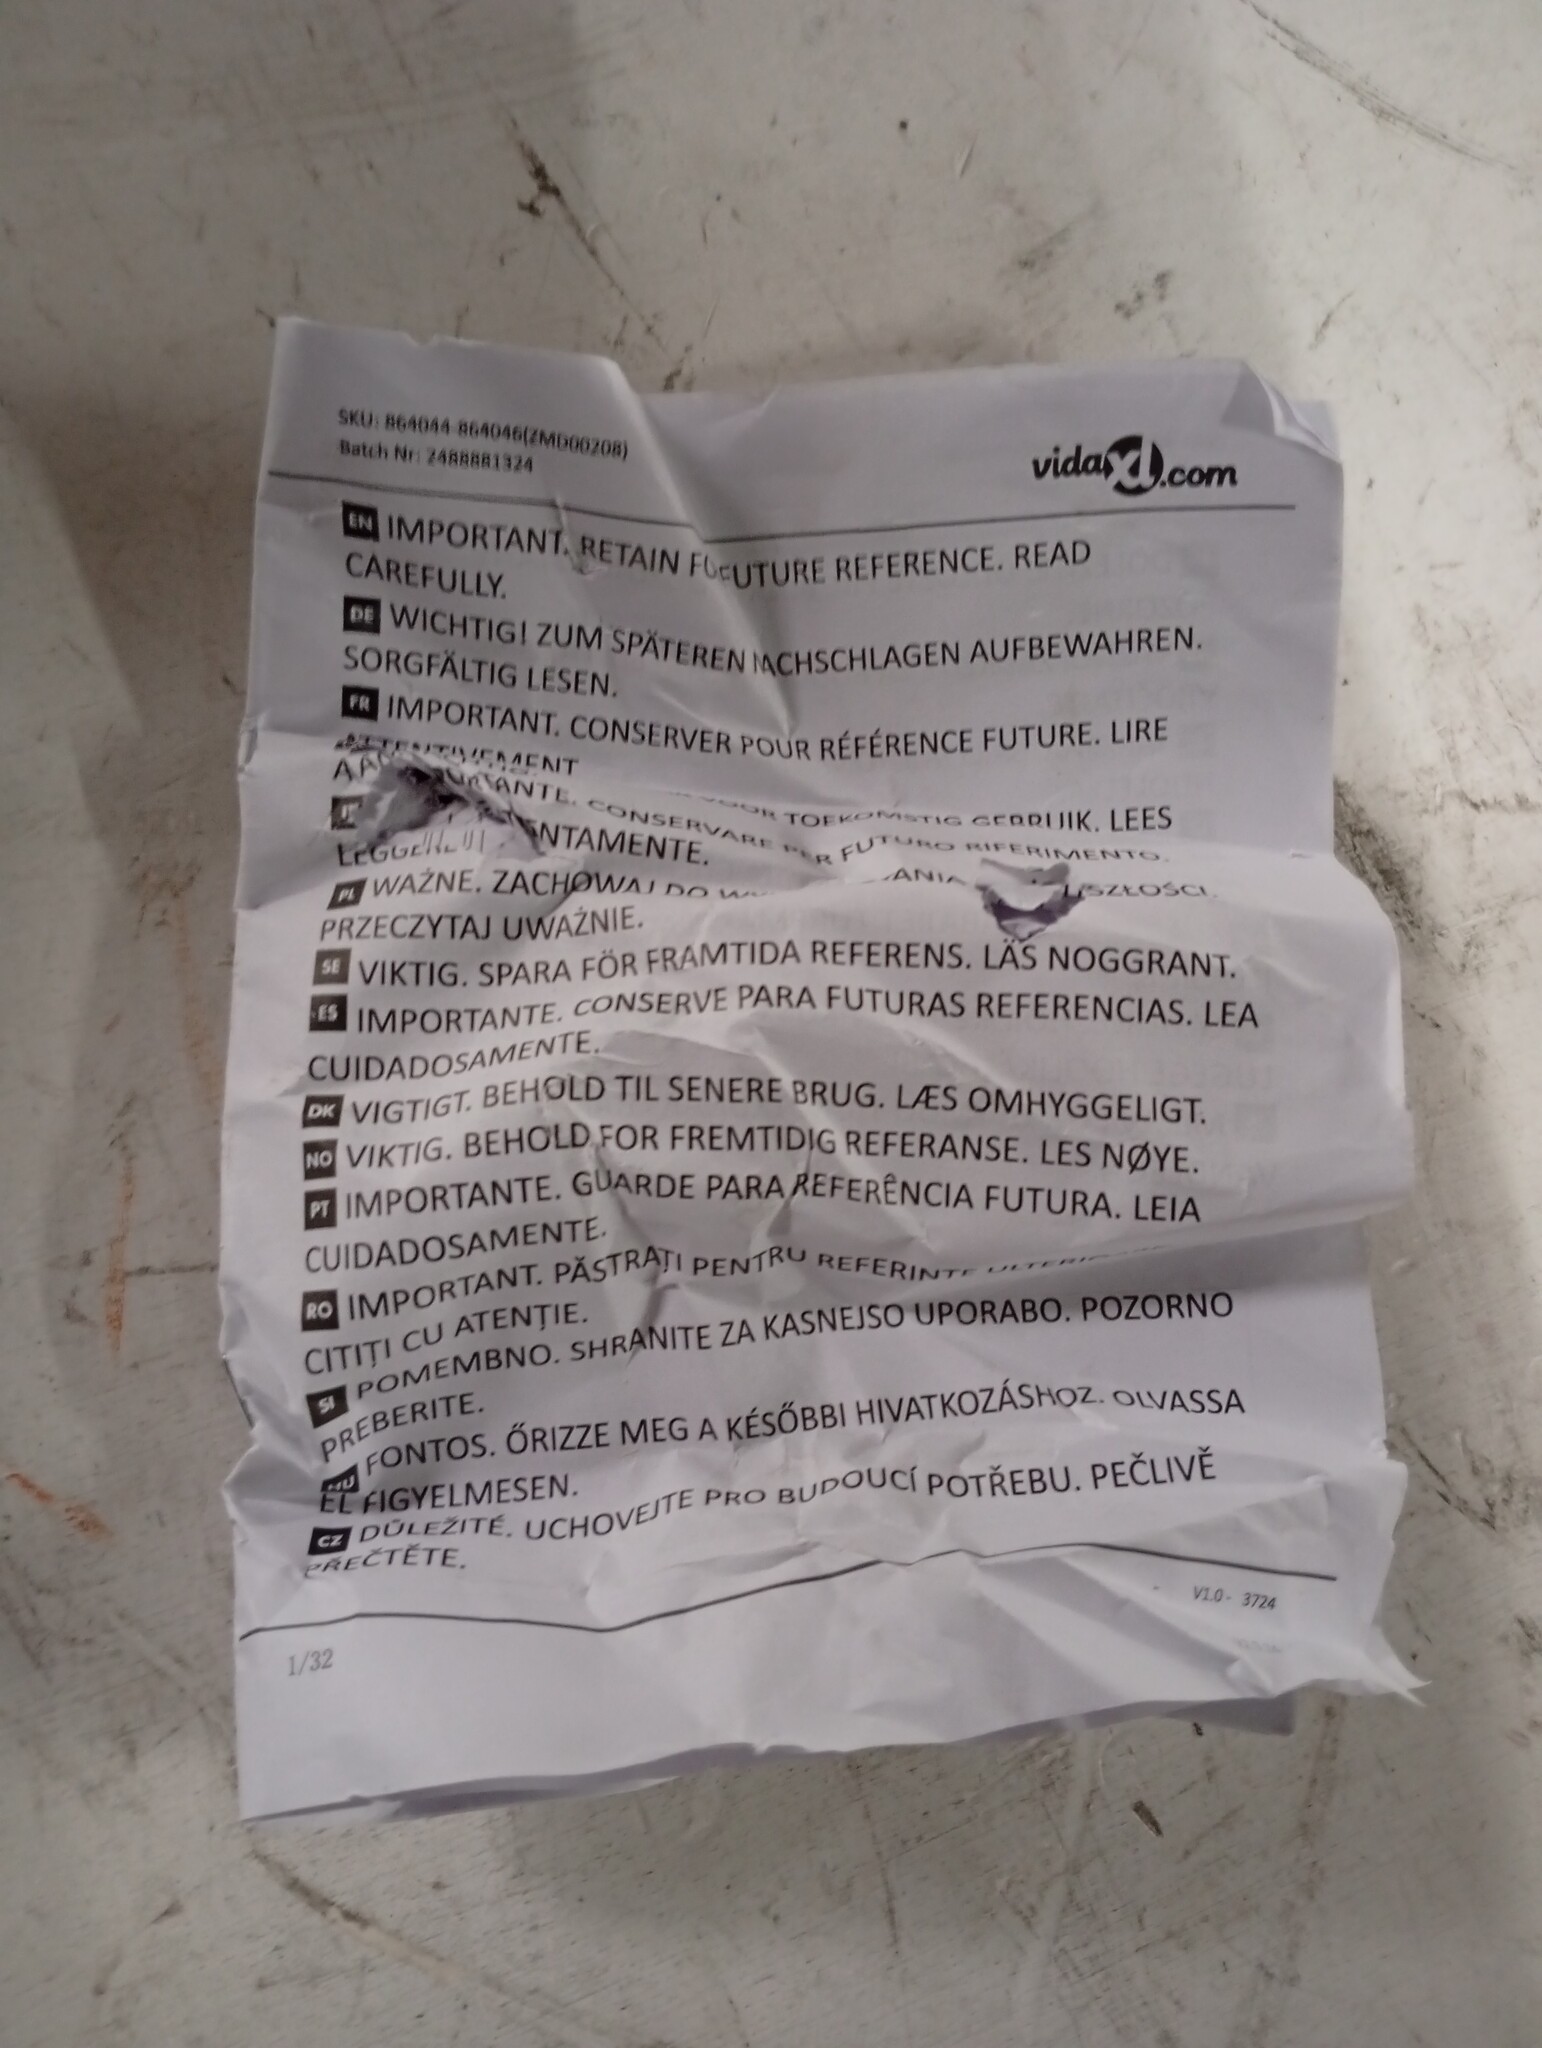 SKU: 864044-864046(ZMD00208)
Batch Nr: 2488881324
vidaXL.com
EN IMPORTANT. RETAIN FUTURE REFERENCE. READ
CAREFULLY.
DE WICHTIG! ZUM SPÄTEREN NACHSCHLAGEN AUFBEWAHREN.
SORGFÄLTIG LESEN.
FR IMPORTANT. CONSERVER POUR RÉFÉRENCE FUTURE. LIRE
ATTENTIVEMENT
VOOR TOEKOMSTIG GEBRUIK. LEES
IT CONSERVARE PER FUTURO RIFERIMENTO.
PL WAŻNE. ZACHOWAJ DO
PRZECZYTAJ UWAŻNIE.
SE VIKTIG. SPARA FÖR FRAMTIDA REFERENS. LÄS NOGGRANT.
ES IMPORTANTE. CONSERVE PARA FUTURAS REFERENCIAS. LEA
CUIDADOSAMENTE.
DK VIGTIGT. BEHOLD TIL SENERE BRUG. LÆS OMHYGGELIGT.
NO VIKTIG. BEHOLD FOR FREMTIDIG REFERANSE. LES NØYE.
PT IMPORTANTE. GUARDE PARA REFERÊNCIA FUTURA. LEIA
CUIDADOSAMENTE.
RO IMPORTANT. PĂSTRAȚI PENTRU REFERINTE
CITIȚI CU ATENȚIE.
SI POMEMBNO. SHRANITE ZA KASNEJSO UPORABO. POZORNO
PREBERITE.
HU FONTOS. ŐRIZZE MEG A KÉSŐBBI HIVATKOZÁSHOZ. OLVASSA
EL FIGYELMESEN.
CZ DŮLEŽITÉ. UCHOVEJTE PRO BUDOUCÍ POTŘEBU. PEČLIVĚ
PŘEČTĚTE.
V1.0 - 3724
1/32